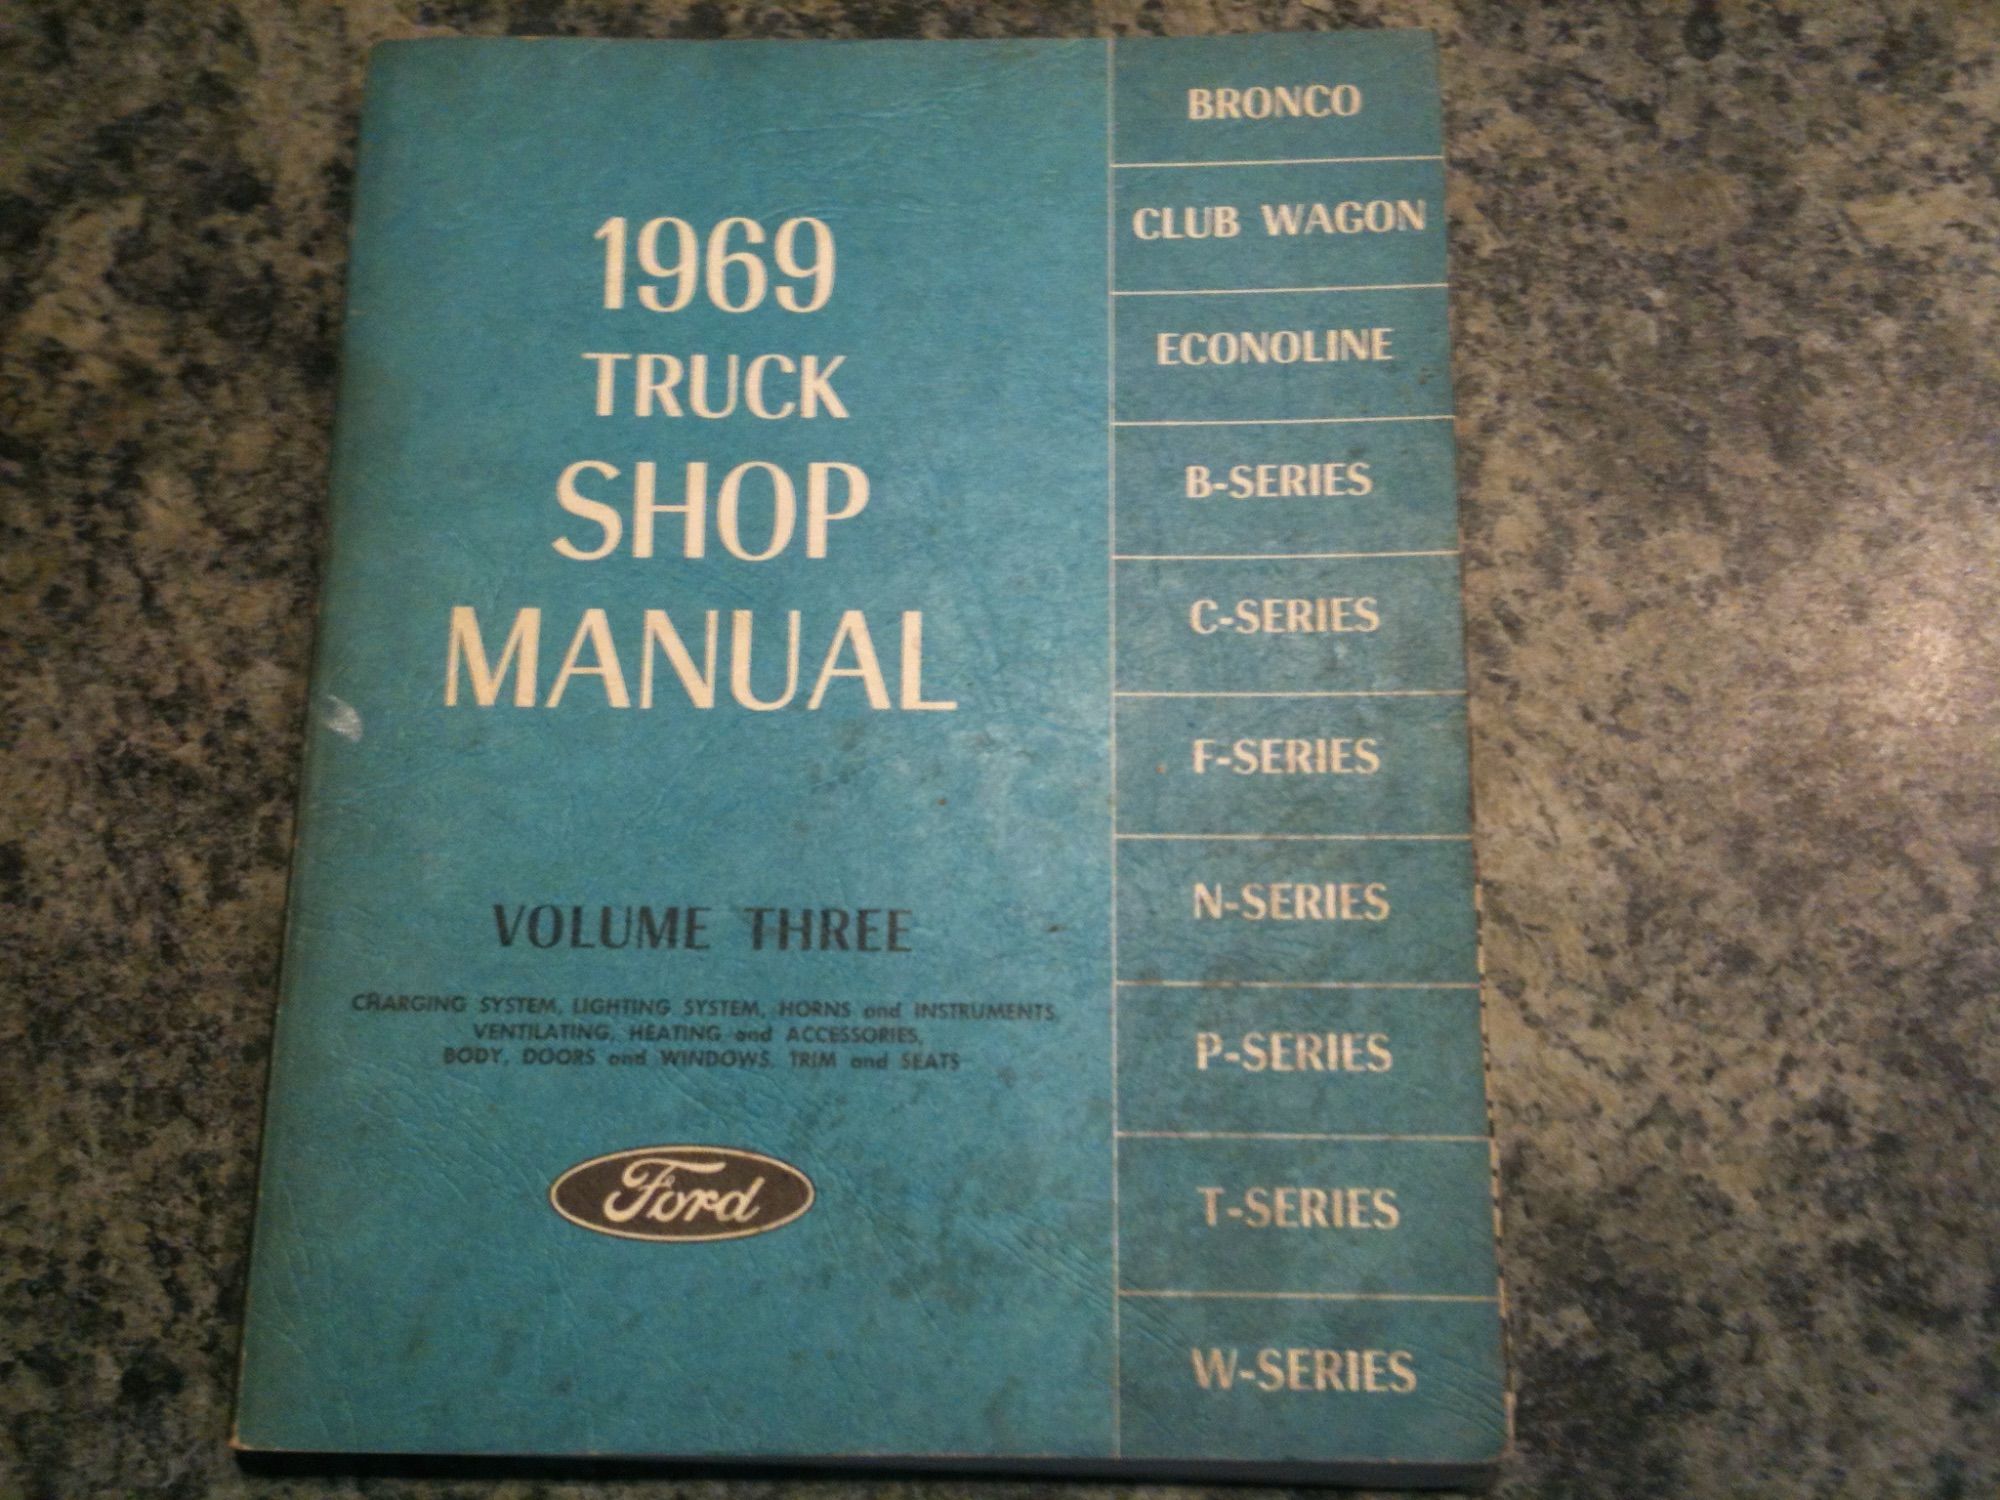 1969
TRUCK
SHOP
MANUAL
VOLUME THREE
CHARGING SYSTEM, LIGHTING SYSTEM, HORNS and INSTRUMENTS,
VENTILATING, HEATING and ACCESSORIES,
BODY, DOORS and WINDOWS, TRIM and SEATS
Ford
BRONCO
CLUB WAGON
ECONOLINE
B-SERIES
C-SERIES
F-SERIES
N-SERIES
P-SERIES
T-SERIES
W-SERIES